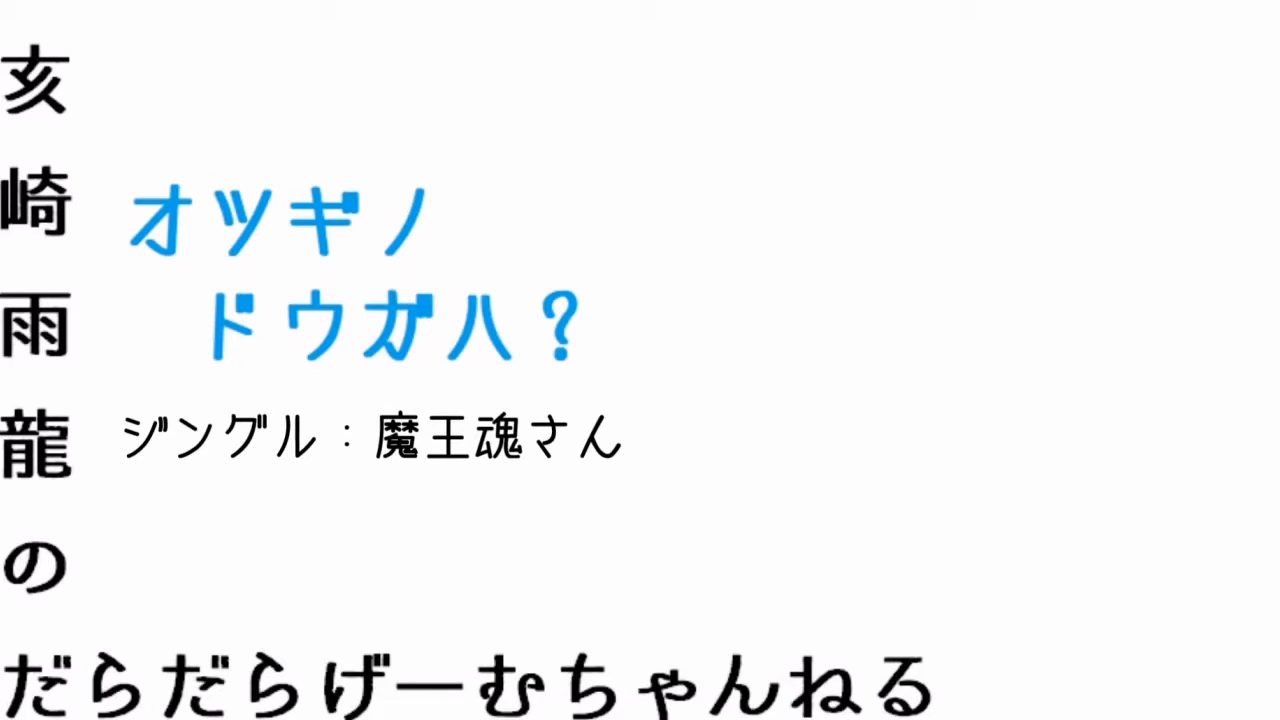 亥崎雨龍の
だらだらげーむちゃんねる
オツギノ
ドウガハ？
ジングル：魔王魂さん